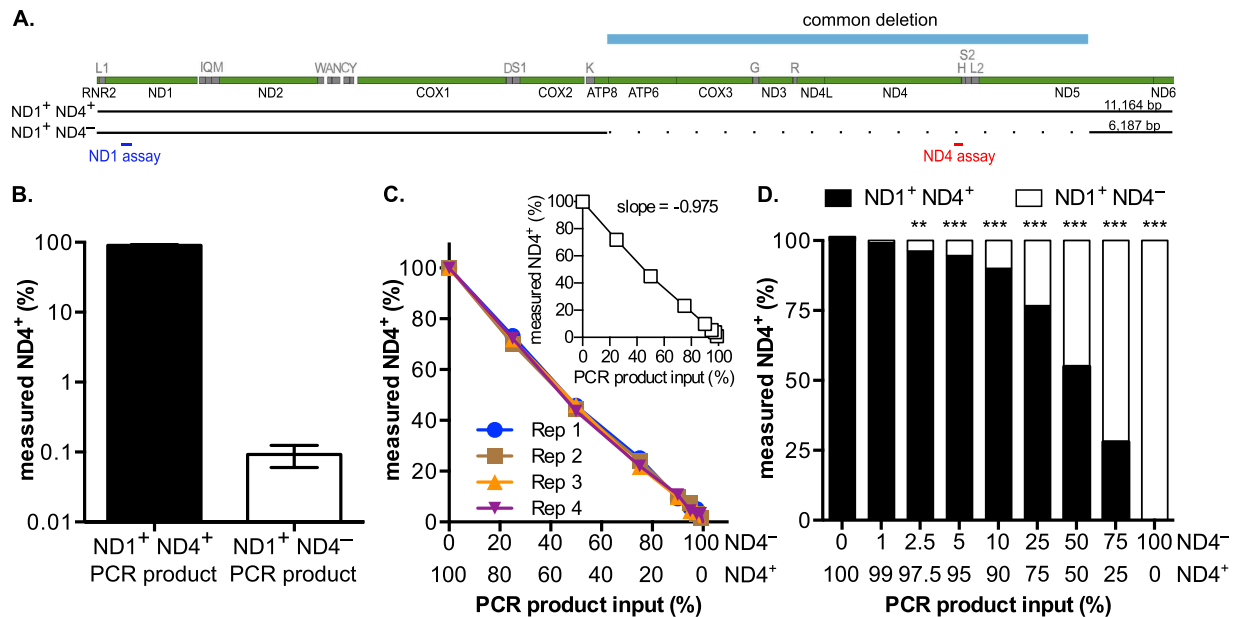 A.
common deletion
S2
L1 IQM WANCY DS1 K G R H L2
RNR2 ND1 ND2 COX1 COX2 ATP8 ATP6 COX3 ND3 ND4L ND4 ND5 ND6
ND1⁺ ND4⁺ 11,164 bp
ND1⁺ ND4⁻ 6,187 bp
ND1 assay ND4 assay
B.
measured ND4⁺ (%)
100
10
1
0.1
0.01
ND1⁺ ND4⁺ PCR product
ND1⁺ ND4⁻ PCR product
C.
measured ND4⁺ (%)
100
80
60
40
20
0
Rep 1
Rep 2
Rep 3
Rep 4
0 20 40 60 80 100 ND4⁻
100 80 60 40 20 0 ND4⁺
PCR product input (%)
measured ND4⁺ (%)
100
80
60
40
20
0
slope = -0.975
0 20 40 60 80 100
PCR product input (%)
D.
ND1⁺ ND4⁺ ND1⁺ ND4⁻
** *** *** *** *** *** ***
measured ND4⁺ (%)
100
75
50
25
0
0 1 2.5 5 10 25 50 75 100 ND4⁻
100 99 97.5 95 90 75 50 25 0 ND4⁺
PCR product input (%)